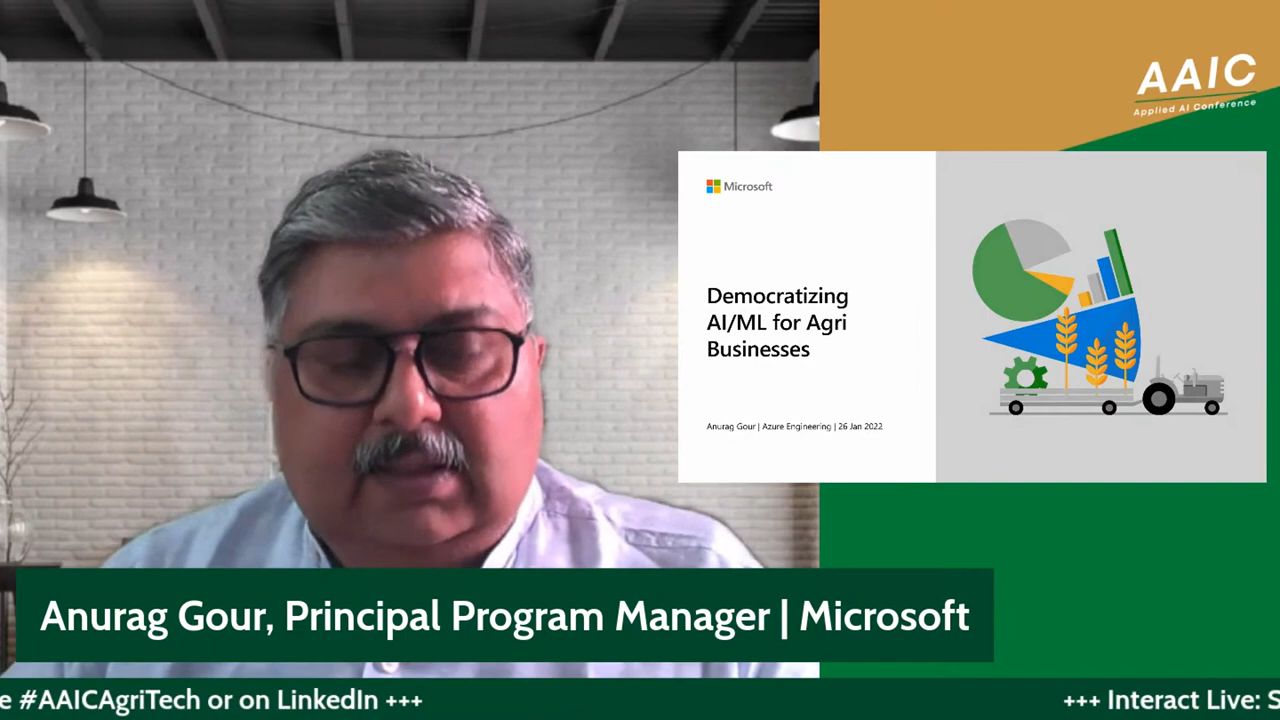 AAIC
Applied AI Conference
Microsoft
Democratizing
AI/ML for Agri
Businesses
Anurag Gour | Azure Engineering | 26 Jan 2022
Anurag Gour, Principal Program Manager | Microsoft
e #AAICAgriTech or on LinkedIn +++
+++ Interact Live: S